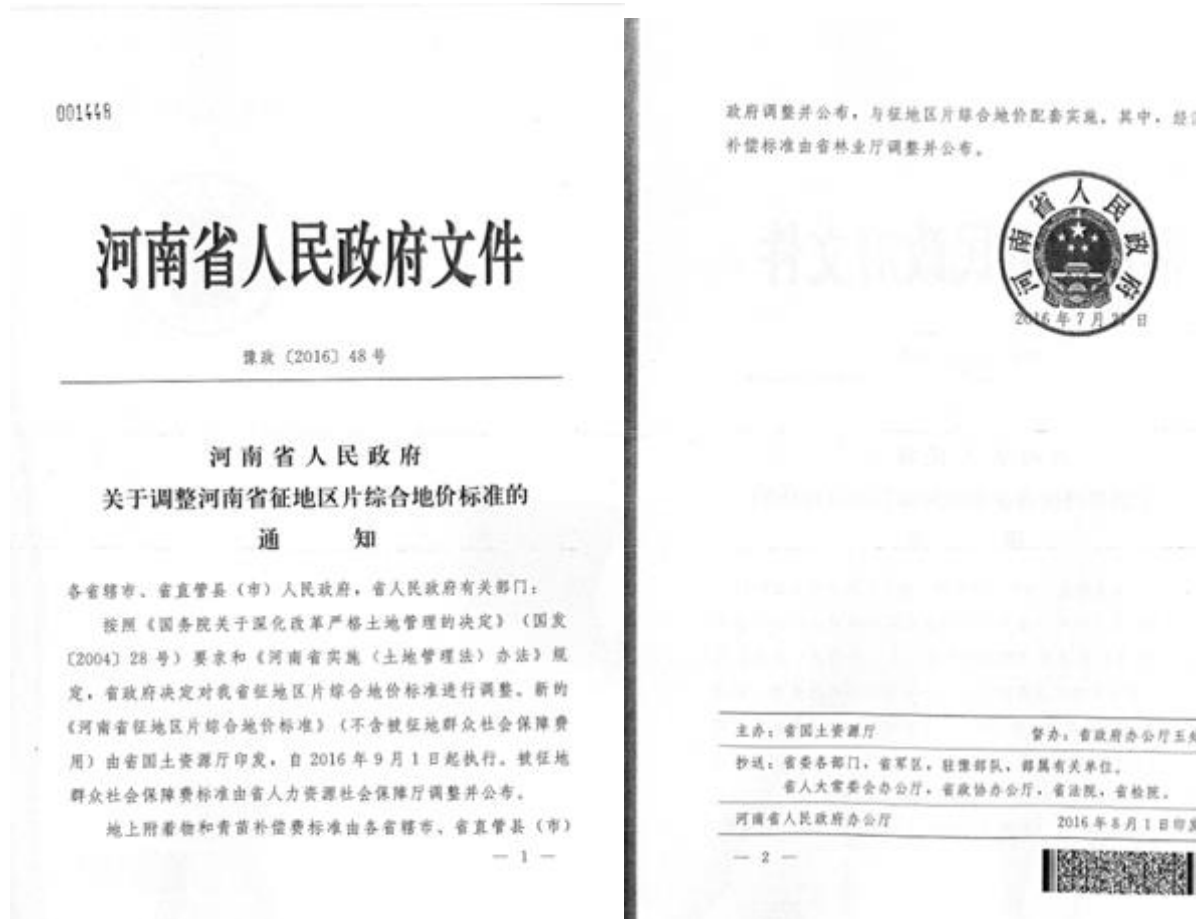 001448
河南省人民政府文件
豫政〔2016〕48号
河南省人民政府
关于调整河南省征地区片综合地价标准的
通 知
各省辖市、省直管县(市)人民政府,省人民政府有关部门:
按照《国务院关于深化改革严格土地管理的决定》(国发
〔2004〕28号)要求和《河南省实施〈土地管理法〉办法》规
定,省政府决定对我省征地区片综合地价标准进行调整。新的
《河南省征地区片综合地价标准》(不含被征地群众社会保障费
用)由省国土资源厅印发,自2016年9月1日起执行。被征地
群众社会保障费标准由省人力资源社会保障厅调整并公布。
地上附着物和青苗补偿费标准由各省辖市、省直管县(市)
— 1 —
政府调整并公布,与征地区片综合地价配套实施。其中,经
补偿标准由省林业厅调整并公布。
河南省人民政府
2016年7月27日
主办:省国土资源厅 督办:省政府办公厅五处
抄送:省委各部门,省军区,驻豫部队,部属有关单位。
省人大常委会办公厅,省政协办公厅,省法院,省检院。
河南省人民政府办公厅 2016年8月1日印发
— 2 —